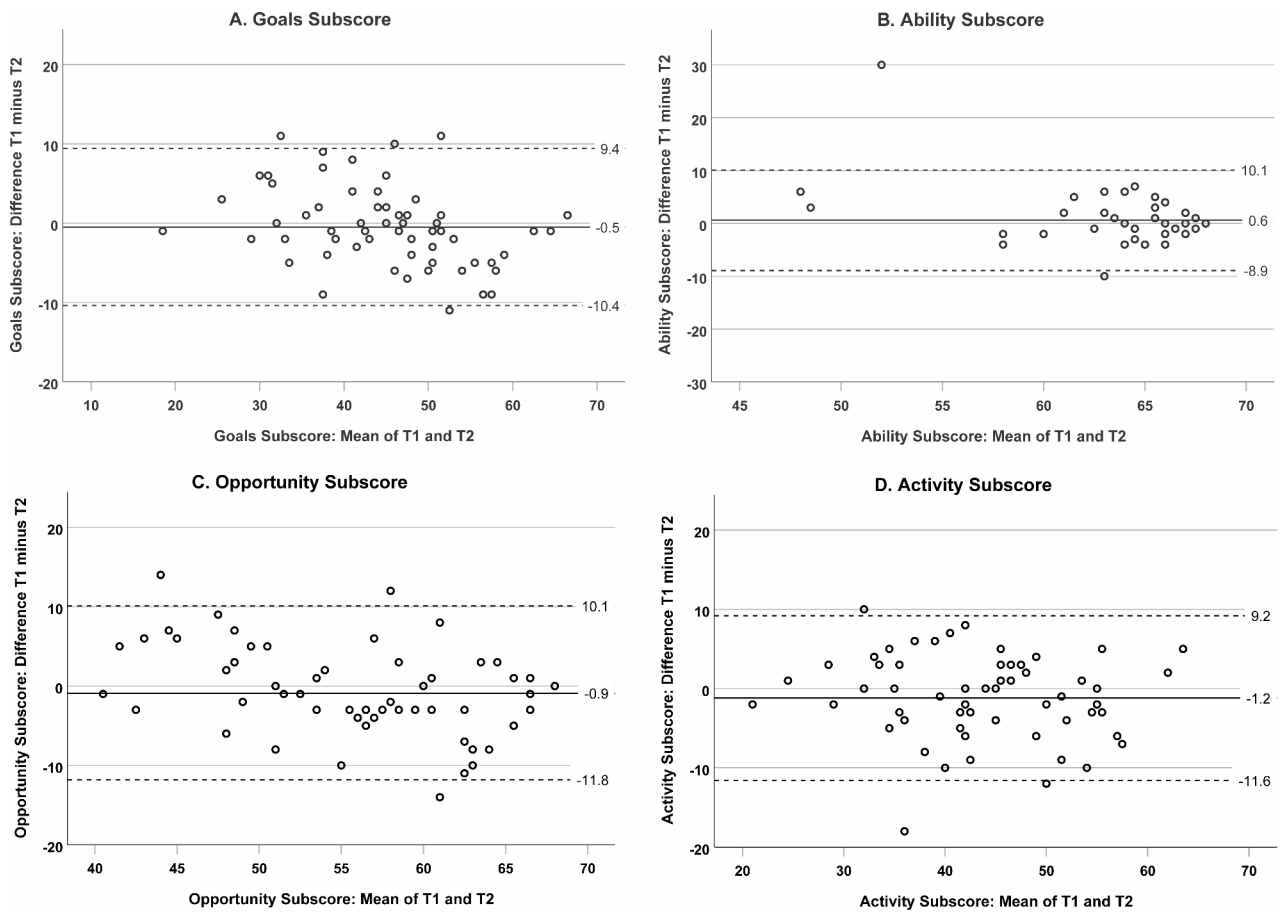 A. Goals Subscore
Goals Subscore: Difference T1 minus T2
20
10
0
-10
-20
9.4
-0.5
-10.4
10 20 30 40 50 60 70
Goals Subscore: Mean of T1 and T2
B. Ability Subscore
Ability Subscore: Difference T1 minus T2
30
20
10
0
-10
-20
-30
10.1
0.6
-8.9
45 50 55 60 65 70
Ability Subscore: Mean of T1 and T2
C. Opportunity Subscore
Opportunity Subscore: Difference T1 minus T2
20
10
0
-10
-20
10.1
-0.9
-11.8
40 45 50 55 60 65 70
Opportunity Subscore: Mean of T1 and T2
D. Activity Subscore
Activity Subscore: Difference T1 minus T2
20
10
0
-10
-20
9.2
-1.2
-11.6
20 30 40 50 60 70
Activity Subscore: Mean of T1 and T2